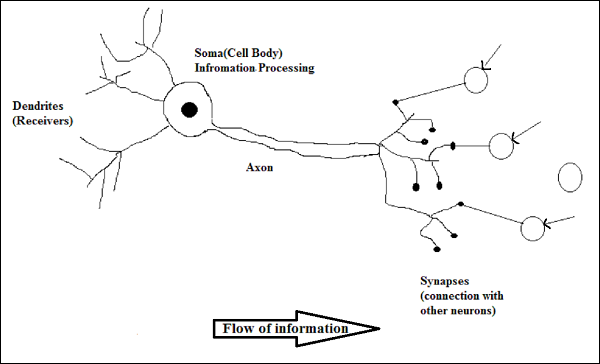 Soma(Cell Body)
Infromation Processing
Dendrites
(Receivers)
Axon
Synapses
(connection with
other neurons)
Flow of information